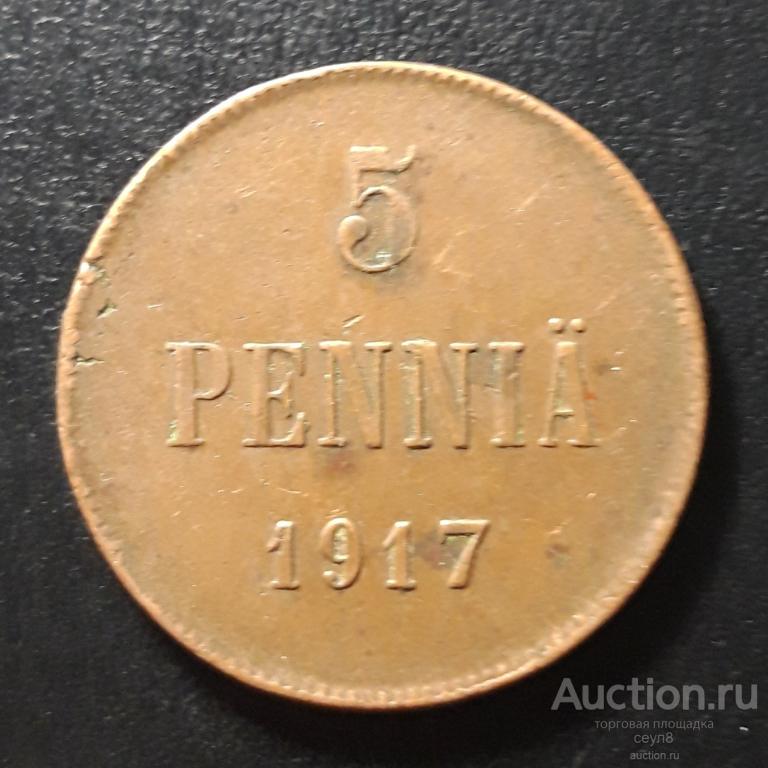 5
PENNIÄ
1917
Auction.ru
торговая площадка
сеул8
auction.ru